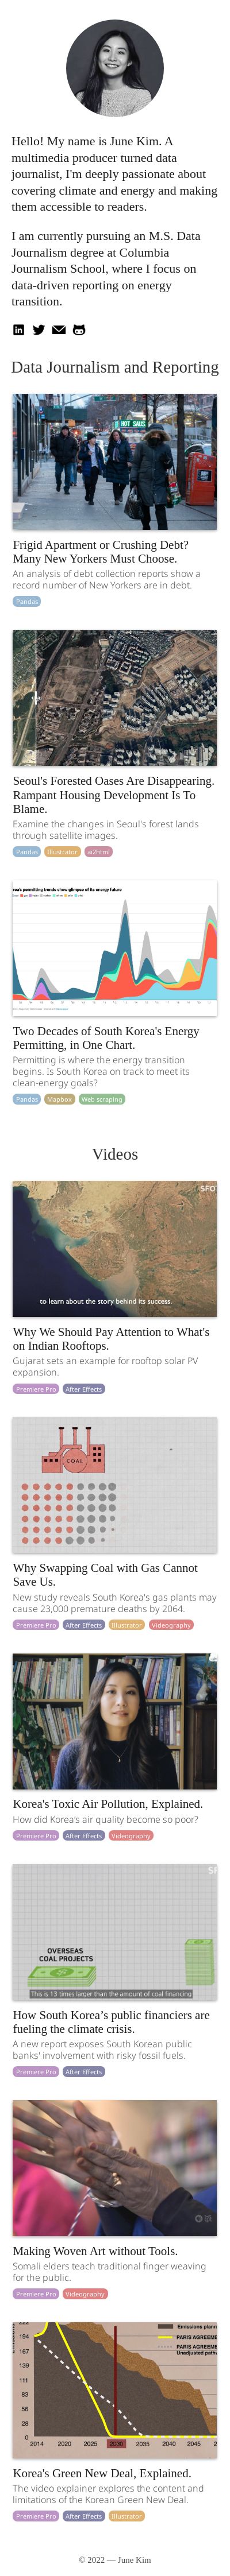 Hello! My name is June Kim. A
multimedia producer turned data
journalist, I'm deeply passionate about
covering climate and energy and making
them accessible to readers.
I am currently pursuing an M.S. Data
Journalism degree at Columbia
Journalism School, where I focus on
data-driven reporting on energy
transition.
in
Data Journalism and Reporting
HOT SALE
Frigid Apartment or Crushing Debt?
Many New Yorkers Must Choose.
An analysis of debt collection reports show a
record number of New Yorkers are in debt.
Pandas
Seoul's Forested Oases Are Disappearing.
Rampant Housing Development Is To
Blame.
Examine the changes in Seoul's forest lands
through satellite images.
Pandas Illustrator ai2html
permitting trends show glimpse of its energy future
Two Decades of South Korea's Energy
Permitting, in One Chart.
Permitting is where the energy transition
begins. Is South Korea on track to meet its
clean-energy goals?
Pandas Mapbox Web scraping
Videos
to learn about the story behind its success.
Why We Should Pay Attention to What's
on Indian Rooftops.
Gujarat sets an example for rooftop solar PV
expansion.
Premiere Pro After Effects
COAL
Why Swapping Coal with Gas Cannot
Save Us.
New study reveals South Korea's gas plants may
cause 23,000 premature deaths by 2064.
Premiere Pro After Effects Illustrator Videography
Korea's Toxic Air Pollution, Explained.
How did Korea's air quality become so poor?
Premiere Pro After Effects Videography
OVERSEAS
COAL PROJECTS
This is 13 times larger than the amount of coal financing
How South Korea’s public financiers are
fueling the climate crisis.
A new report exposes South Korean public
banks' involvement with risky fossil fuels.
Premiere Pro After Effects
Making Woven Art without Tools.
Somali elders teach traditional finger weaving
for the public.
Premiere Pro Videography
222
194
167
139
111
83
56
28
0
2014 2020 2025 2030 2035 2040 2045
Emissions plann
PARIS AGREEME
PARIS AGREEME
Unadjusted path
Korea's Green New Deal, Explained.
The video explainer explores the content and
limitations of the Korean Green New Deal.
Premiere Pro After Effects Illustrator
© 2022 — June Kim